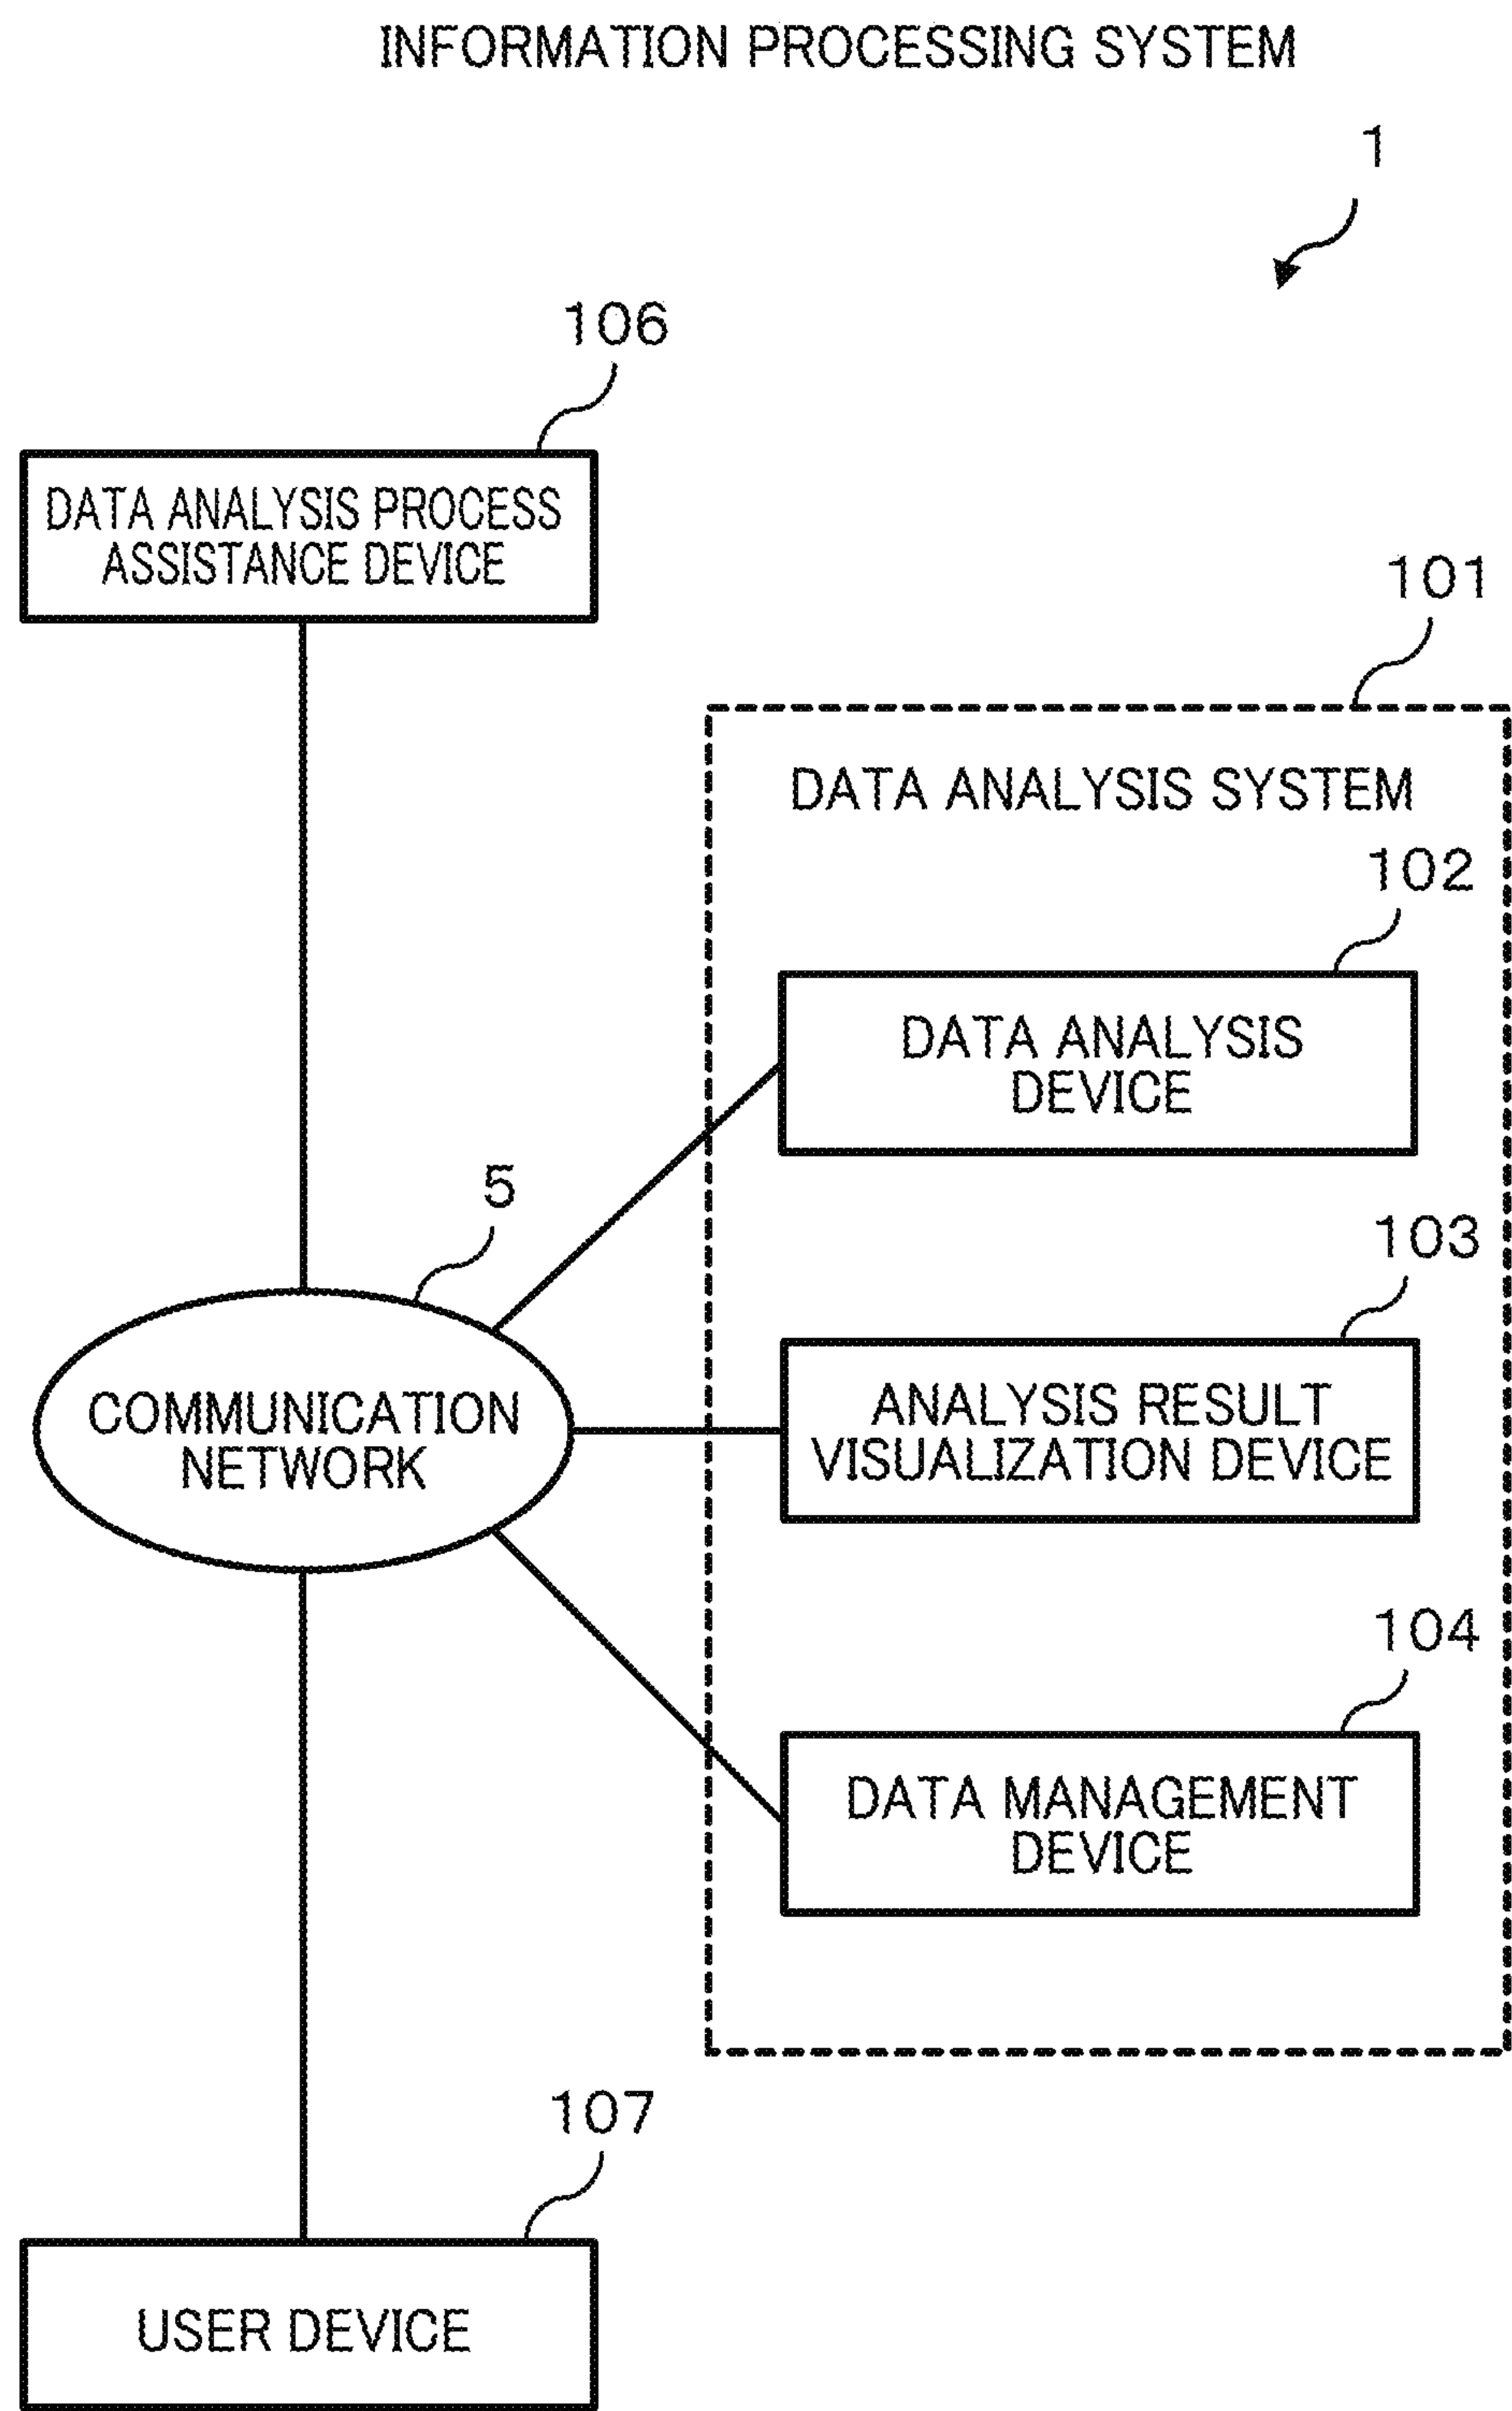 INFORMATION PROCESSING SYSTEM
1
106
DATA ANALYSIS PROCESS
ASSISTANCE DEVICE
101
DATA ANALYSIS SYSTEM
102
DATA ANALYSIS
DEVICE
5
COMMUNICATION
NETWORK
103
ANALYSIS RESULT
VISUALIZATION DEVICE
104
DATA MANAGEMENT
DEVICE
107
USER DEVICE